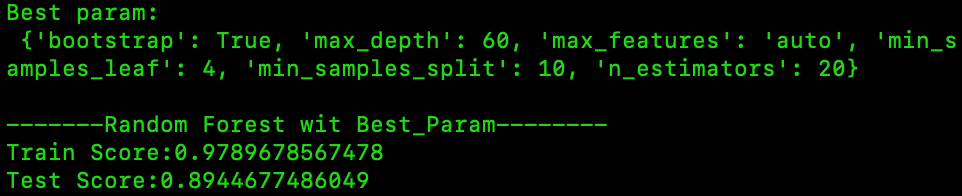 Best param:
 {'bootstrap': True, 'max_depth': 60, 'max_features': 'auto', 'min_s
amples_leaf': 4, 'min_samples_split': 10, 'n_estimators': 20}

-------Random Forest wit Best_Param--------
Train Score:0.9789678567478
Test Score:0.8944677486049